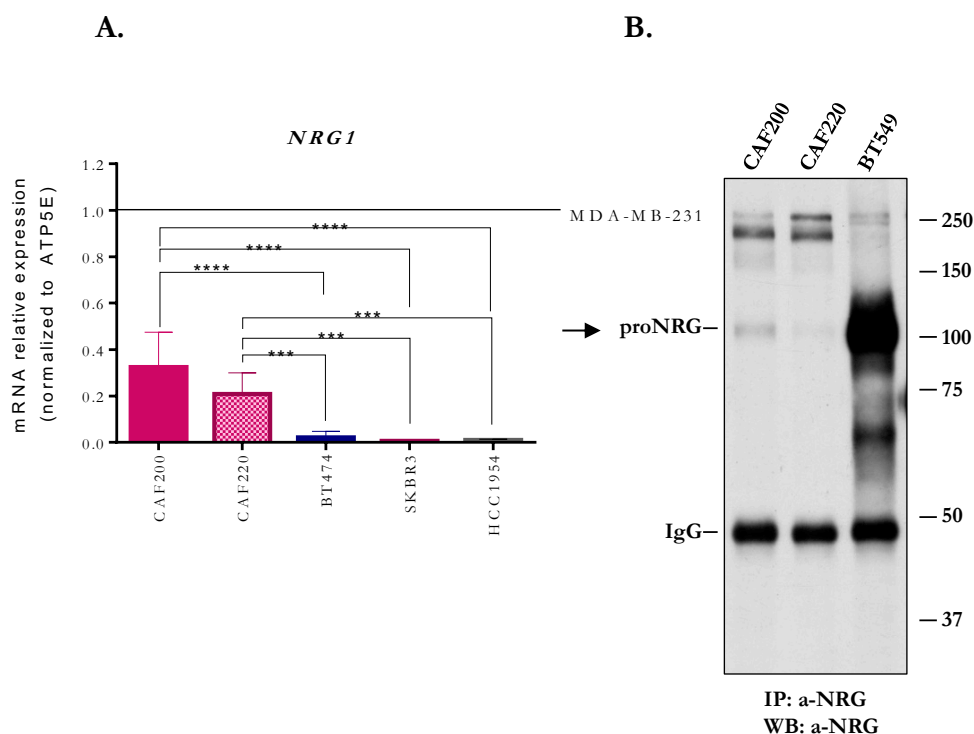 A.
NRG1
mRNA relative expression
(normalized to ATP5E)
1.2
1.0
0.8
0.6
0.4
0.2
0.0
MDA-MB-231
****
****
****
***
***
***
CAF200
CAF220
BT474
SKBR3
HCC1954
B.
CAF200
CAF220
BT549
250
150
proNRG
100
75
50
IgG
37
IP: a-NRG
WB: a-NRG